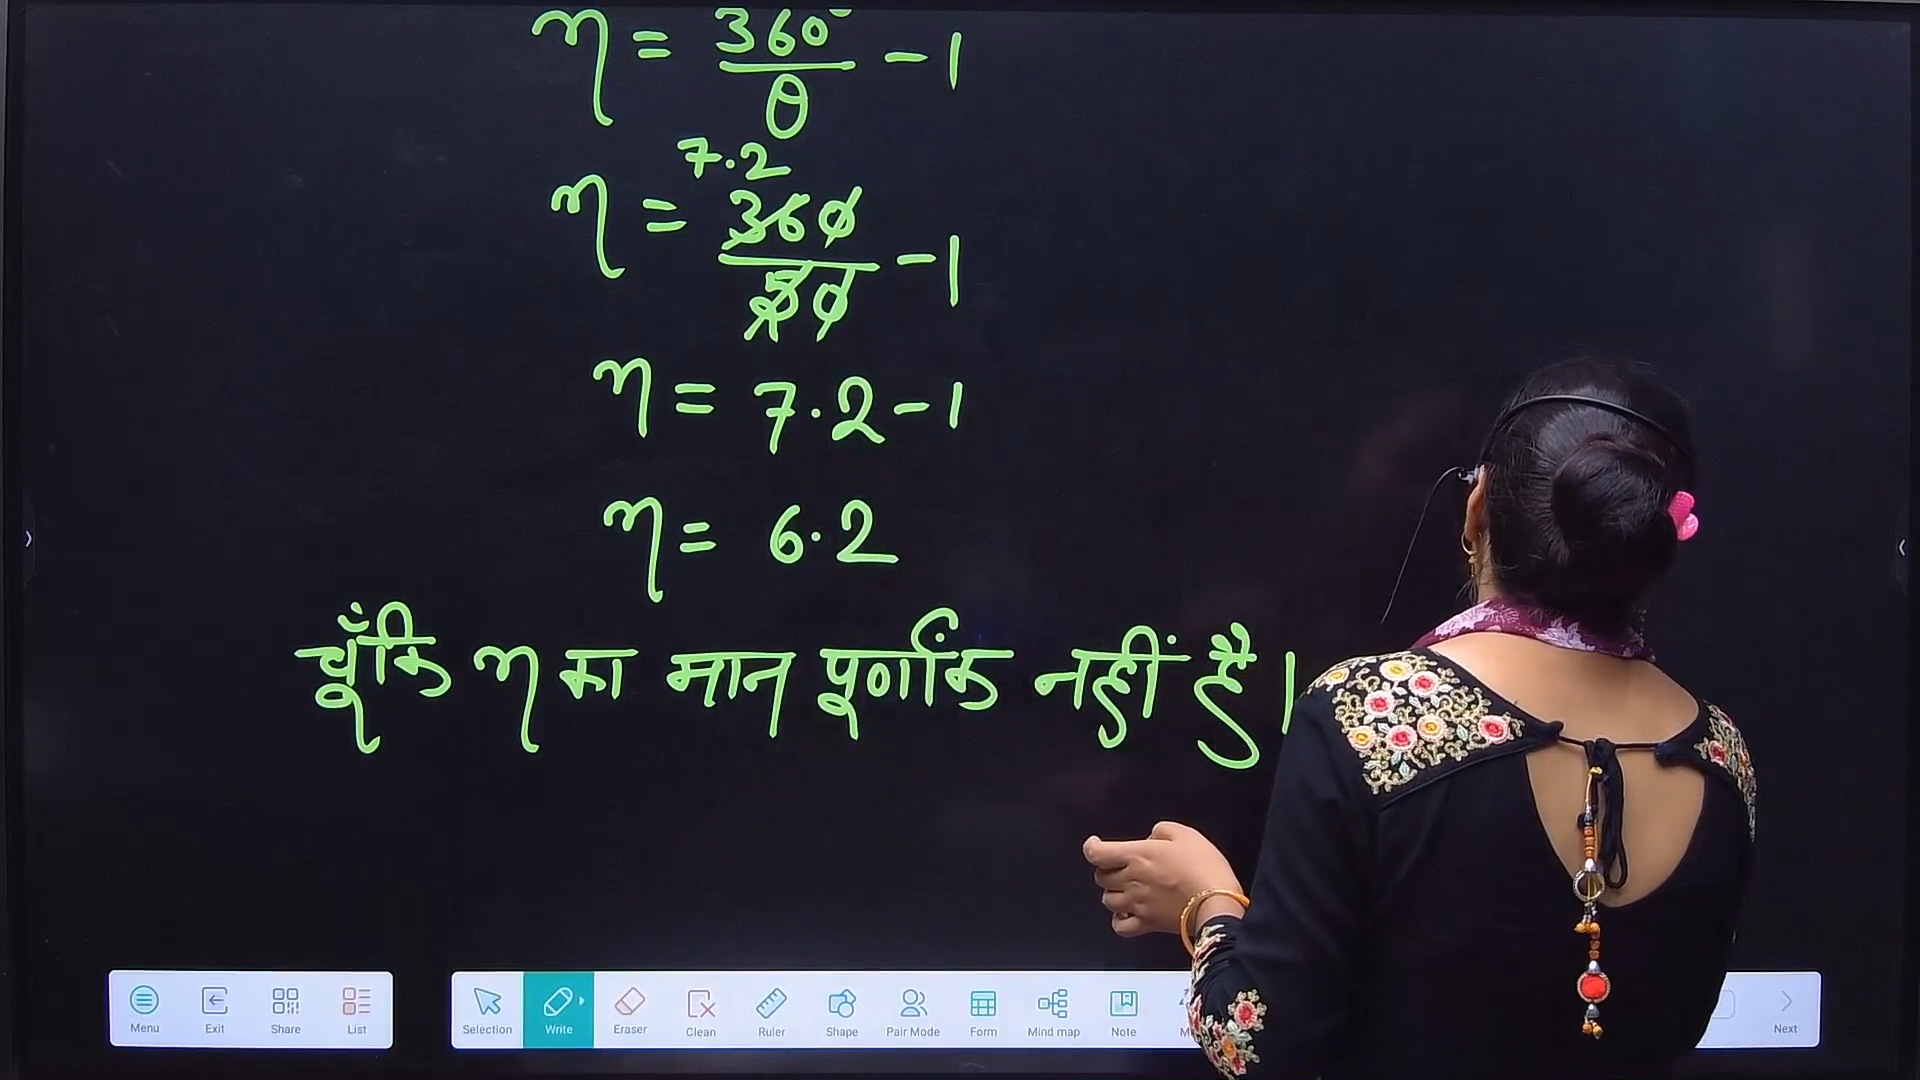 η = 360° / θ - 1
7.2
η = 360 / 50 - 1
η = 7.2 - 1
η = 6.2
चूँकि η का मान पूर्णांक नहीं है।
Menu Exit Share List Selection Write Eraser Clean Ruler Shape Pair Mode Form Mind map Note Next